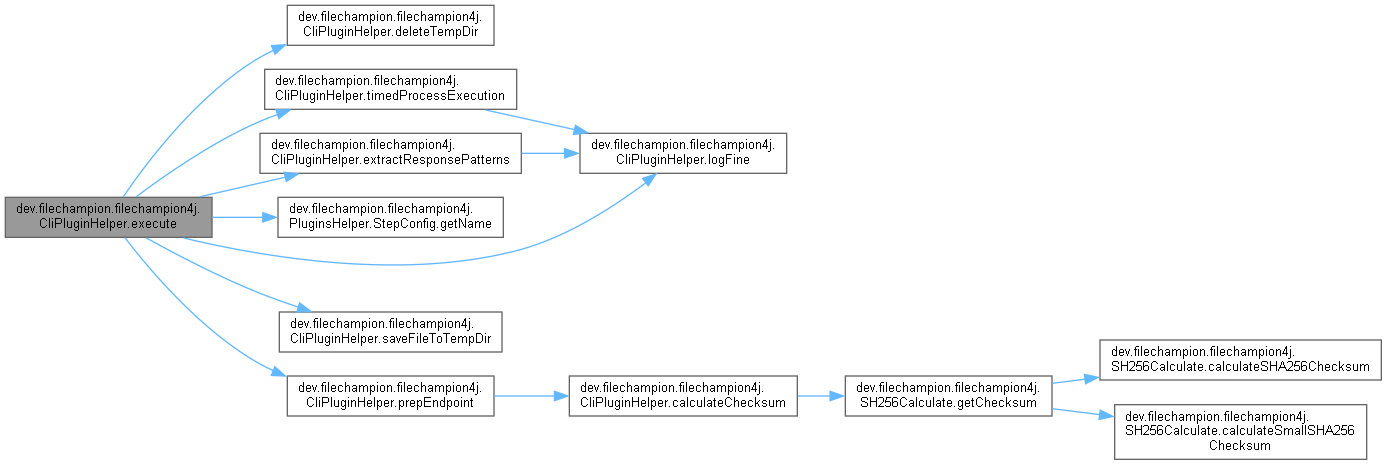 dev.filechampion.filechampion4j.
CliPluginHelper.deleteTempDir
dev.filechampion.filechampion4j.
CliPluginHelper.timedProcessExecution
dev.filechampion.filechampion4j.
CliPluginHelper.extractResponsePatterns
dev.filechampion.filechampion4j.
CliPluginHelper.logFine
dev.filechampion.filechampion4j.
CliPluginHelper.execute
dev.filechampion.filechampion4j.
PluginsHelper.StepConfig.getName
dev.filechampion.filechampion4j.
CliPluginHelper.saveFileToTempDir
dev.filechampion.filechampion4j.
CliPluginHelper.prepEndpoint
dev.filechampion.filechampion4j.
CliPluginHelper.calculateChecksum
dev.filechampion.filechampion4j.
SH256Calculate.getChecksum
dev.filechampion.filechampion4j.
SH256Calculate.calculateSHA256Checksum
dev.filechampion.filechampion4j.
SH256Calculate.calculateSmallSHA256
Checksum